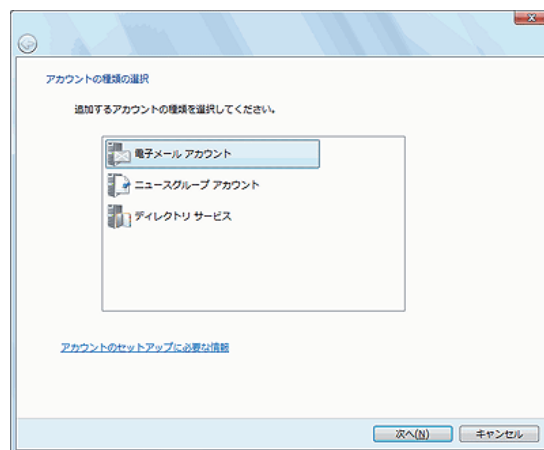 アカウントの種類の選択
追加するアカウントの種類を選択してください。
電子メール アカウント
ニュースグループ アカウント
ディレクトリ サービス
アカウントのセットアップに必要な情報
次へ(N) キャンセル